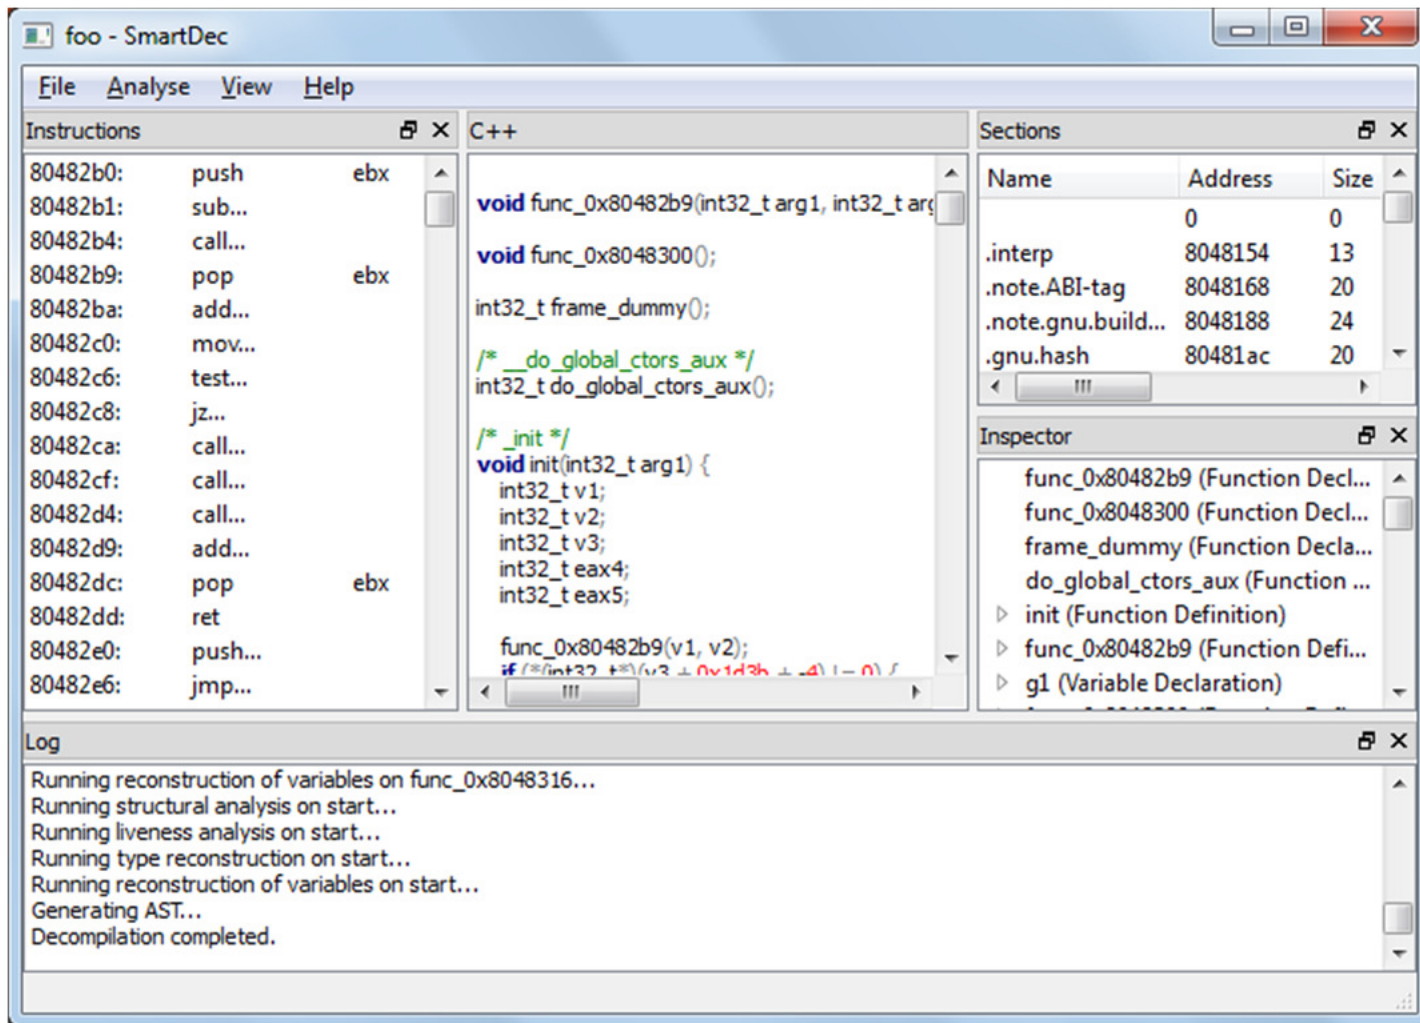 foo - SmartDec
File Analyse View Help
Instructions
80482b0: push ebx
80482b1: sub...
80482b4: call...
80482b9: pop ebx
80482ba: add...
80482c0: mov...
80482c6: test...
80482c8: jz...
80482ca: call...
80482cf: call...
80482d4: call...
80482d9: add...
80482dc: pop ebx
80482dd: ret
80482e0: push...
80482e6: jmp...
C++
void func_0x80482b9(int32_t arg1, int32_t arg
void func_0x8048300();
int32_t frame_dummy();
/* __do_global_ctors_aux */
int32_t do_global_ctors_aux();
/* _init */
void init(int32_t arg1) {
int32_t v1;
int32_t v2;
int32_t v3;
int32_t eax4;
int32_t eax5;
func_0x80482b9(v1, v2);
if (*(int32_t*)(v3 + 0x1d3b + -4) != 0) {
Sections
Name Address Size
0 0
.interp 8048154 13
.note.ABI-tag 8048168 20
.note.gnu.build... 8048188 24
.gnu.hash 80481ac 20
Inspector
func_0x80482b9 (Function Decl...
func_0x8048300 (Function Decl...
frame_dummy (Function Decla...
do_global_ctors_aux (Function ...
init (Function Definition)
func_0x80482b9 (Function Defi...
g1 (Variable Declaration)
Log
Running reconstruction of variables on func_0x8048316...
Running structural analysis on start...
Running liveness analysis on start...
Running type reconstruction on start...
Running reconstruction of variables on start...
Generating AST...
Decompilation completed.